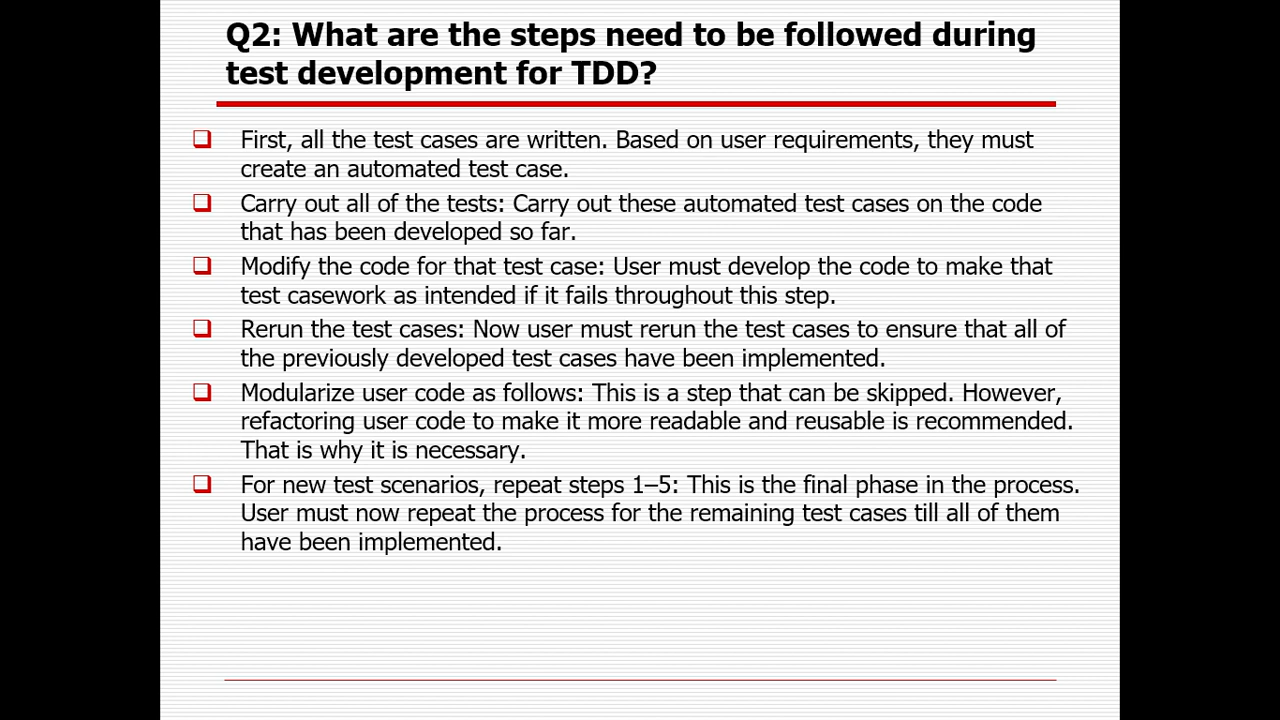 Q2: What are the steps need to be followed during
test development for TDD?
First, all the test cases are written. Based on user requirements, they must
create an automated test case.
Carry out all of the tests: Carry out these automated test cases on the code
that has been developed so far.
Modify the code for that test case: User must develop the code to make that
test casework as intended if it fails throughout this step.
Rerun the test cases: Now user must rerun the test cases to ensure that all of
the previously developed test cases have been implemented.
Modularize user code as follows: This is a step that can be skipped. However,
refactoring user code to make it more readable and reusable is recommended.
That is why it is necessary.
For new test scenarios, repeat steps 1–5: This is the final phase in the process.
User must now repeat the process for the remaining test cases till all of them
have been implemented.